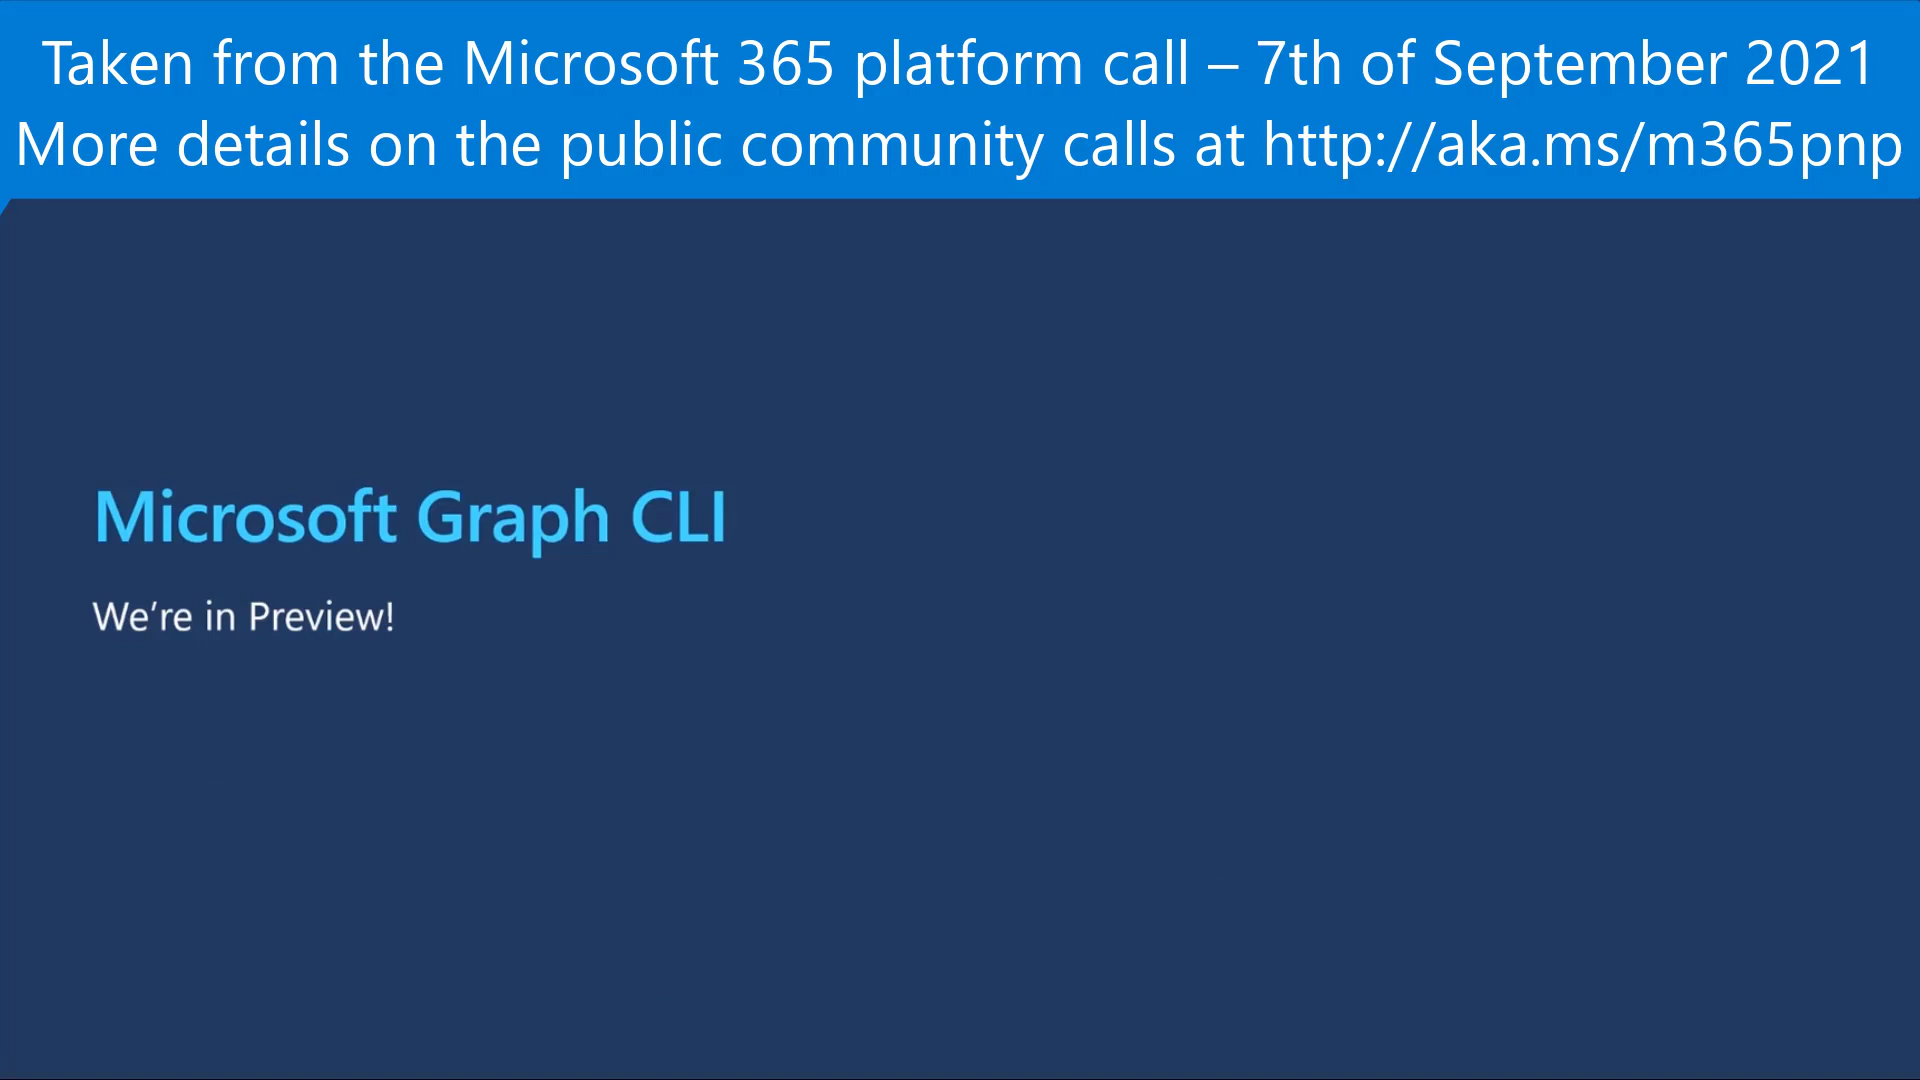 Taken from the Microsoft 365 platform call – 7th of September 2021
More details on the public community calls at http://aka.ms/m365pnp
Microsoft Graph CLI
We’re in Preview!